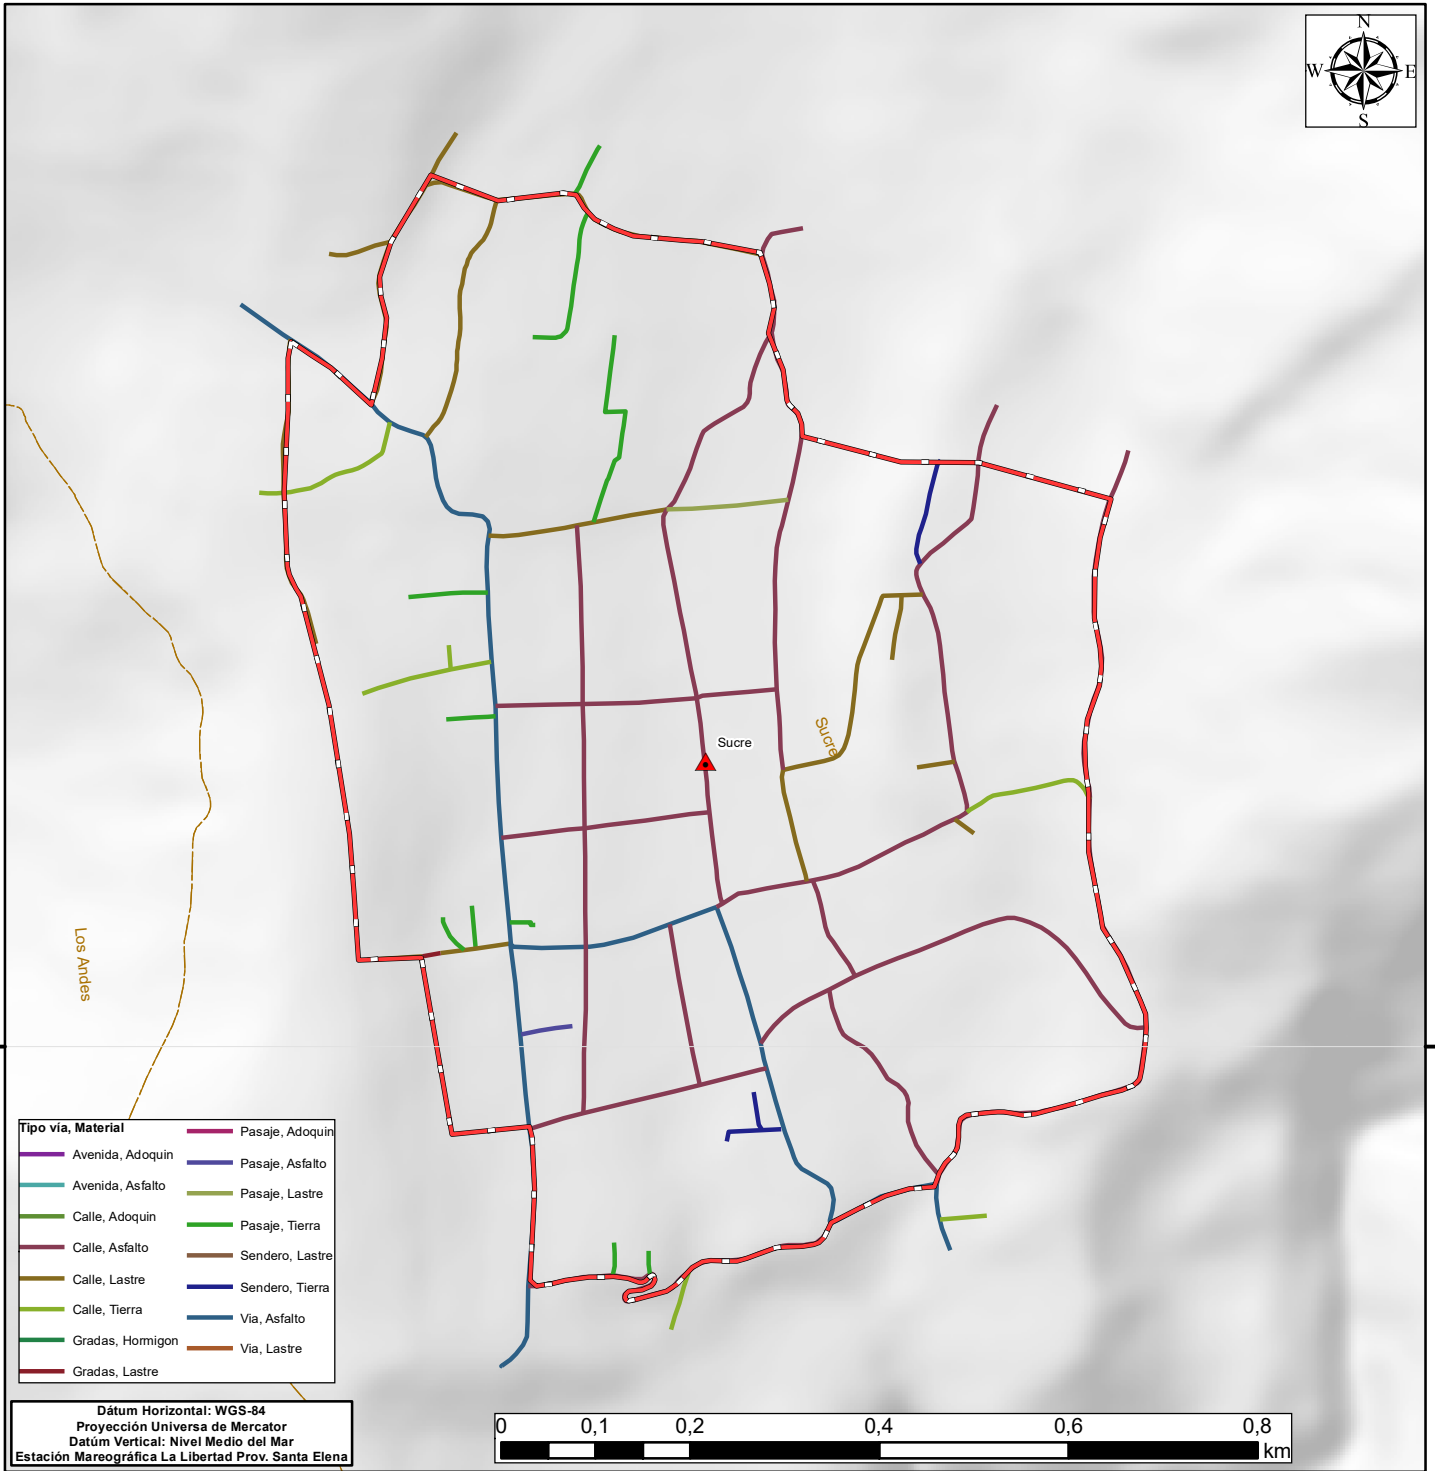 N
W E
S
Sucre
Sucre
Los Andes
Tipo vía, Material
Avenida, Adoquin
Avenida, Asfalto
Calle, Adoquin
Calle, Asfalto
Calle, Lastre
Calle, Tierra
Gradas, Hormigon
Gradas, Lastre
Pasaje, Adoquin
Pasaje, Asfalto
Pasaje, Lastre
Pasaje, Tierra
Sendero, Lastre
Sendero, Tierra
Via, Asfalto
Via, Lastre
Dátum Horizontal: WGS-84
Proyección Universa de Mercator
Datúm Vertical: Nivel Medio del Mar
Estación Mareográfica La Libertad Prov. Santa Elena
0 0,1 0,2 0,4 0,6 0,8
km